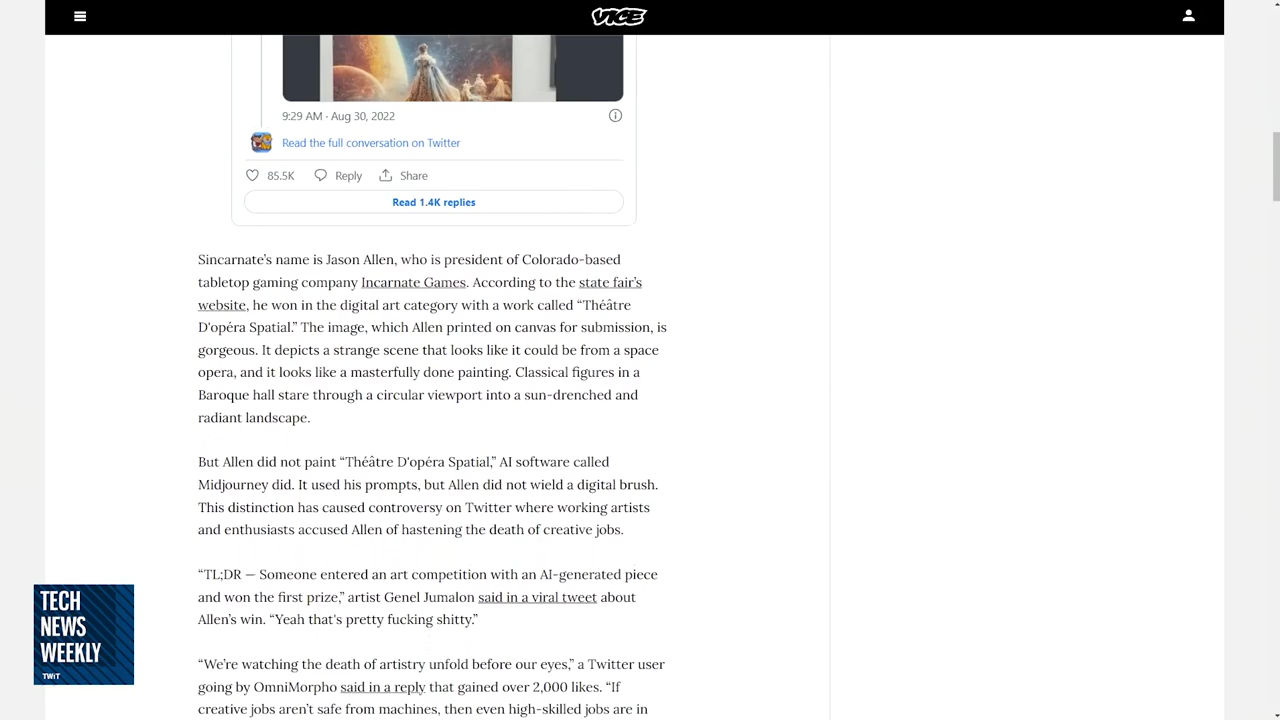 VICE
9:29 AM · Aug 30, 2022
Read the full conversation on Twitter
85.5K Reply Share
Read 1.4K replies
Sincarnate's name is Jason Allen, who is president of Colorado-based
tabletop gaming company Incarnate Games. According to the state fair's
website, he won in the digital art category with a work called “Théâtre
D'opéra Spatial.” The image, which Allen printed on canvas for submission, is
gorgeous. It depicts a strange scene that looks like it could be from a space
opera, and it looks like a masterfully done painting. Classical figures in a
Baroque hall stare through a circular viewport into a sun-drenched and
radiant landscape.
But Allen did not paint “Théâtre D'opéra Spatial,” AI software called
Midjourney did. It used his prompts, but Allen did not wield a digital brush.
This distinction has caused controversy on Twitter where working artists
and enthusiasts accused Allen of hastening the death of creative jobs.
“TL;DR — Someone entered an art competition with an AI-generated piece
and won the first prize,” artist Genel Jumalon said in a viral tweet about
Allen's win. “Yeah that's pretty fucking shitty.”
“We're watching the death of artistry unfold before our eyes,” a Twitter user
going by OmniMorpho said in a reply that gained over 2,000 likes. “If
creative jobs aren't safe from machines, then even high-skilled jobs are in
TECH
NEWS
WEEKLY
TWiT